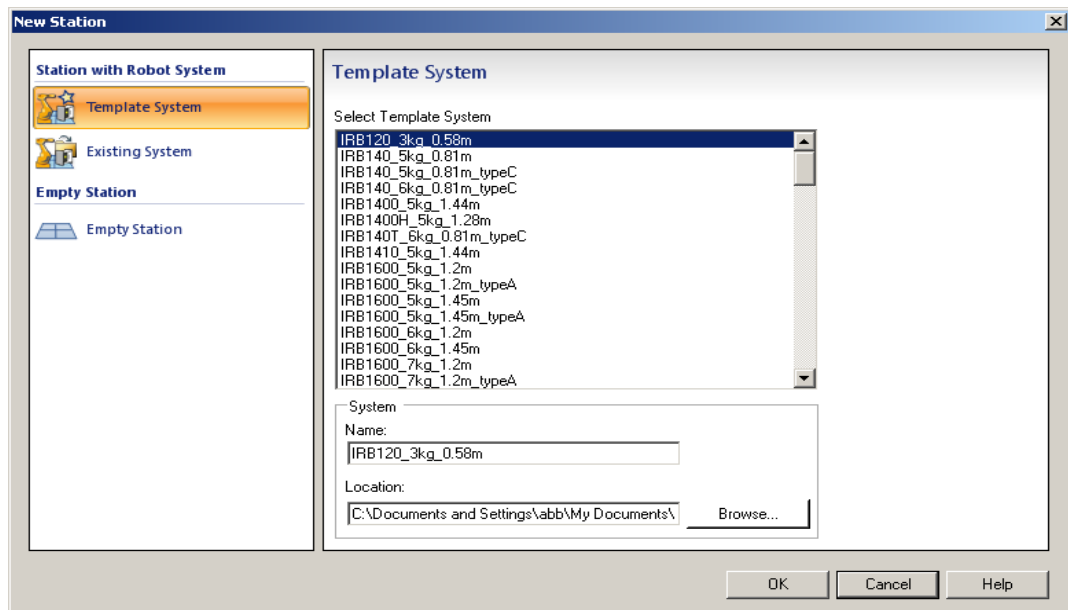 New Station
Station with Robot System
Template System
Existing System
Empty Station
Empty Station
Template System
Select Template System
IRB120_3kg_0.58m
IRB140_5kg_0.81m
IRB140_5kg_0.81m_typeC
IRB140_6kg_0.81m_typeC
IRB1400_5kg_1.44m
IRB1400H_5kg_1.28m
IRB140T_6kg_0.81m_typeC
IRB1410_5kg_1.44m
IRB1600_5kg_1.2m
IRB1600_5kg_1.2m_typeA
IRB1600_5kg_1.45m
IRB1600_5kg_1.45m_typeA
IRB1600_6kg_1.2m
IRB1600_6kg_1.45m
IRB1600_7kg_1.2m
IRB1600_7kg_1.2m_typeA
System
Name:
IRB120_3kg_0.58m
Location:
C:\Documents and Settings\abb\My Documents\
Browse...
OK
Cancel
Help